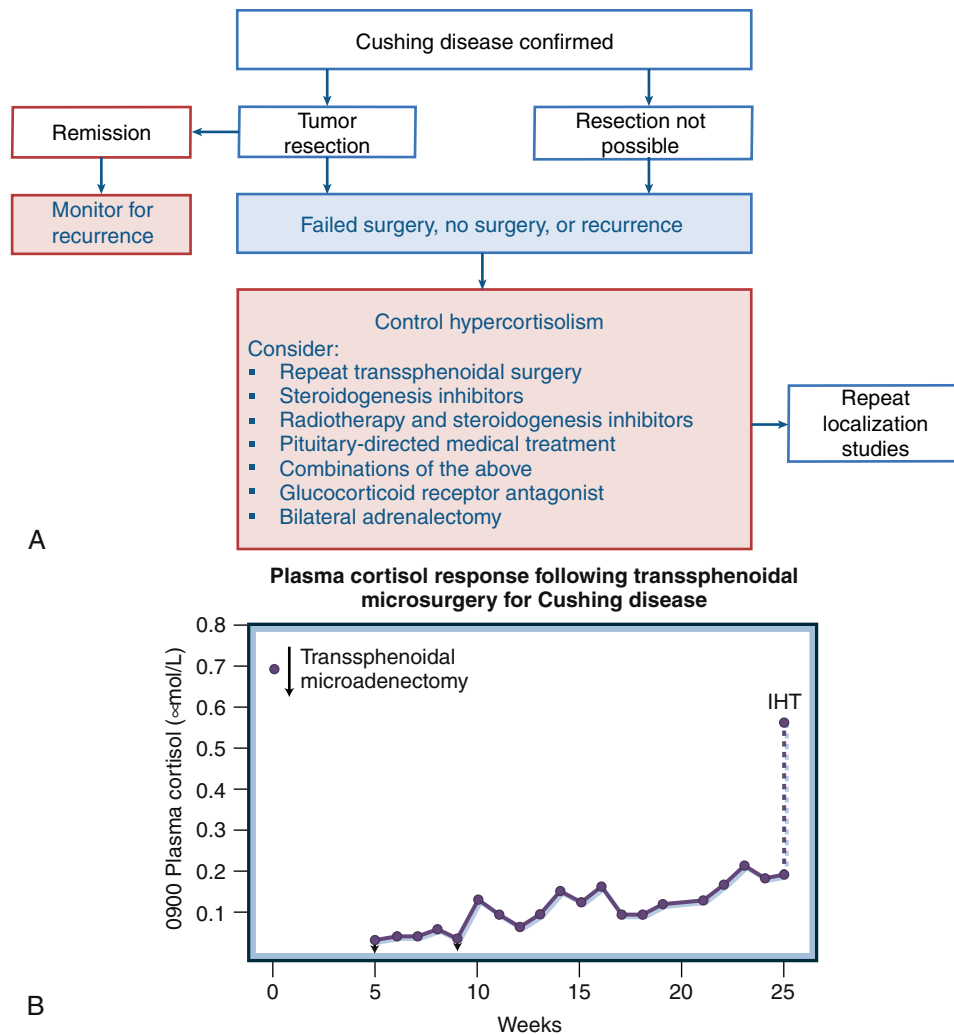 Cushing disease confirmed
Remission
Tumor
resection
Resection not
possible
Monitor for
recurrence
Failed surgery, no surgery, or recurrence
Control hypercortisolism
Consider:
▪ Repeat transsphenoidal surgery
▪ Steroidogenesis inhibitors
▪ Radiotherapy and steroidogenesis inhibitors
▪ Pituitary-directed medical treatment
▪ Combinations of the above
▪ Glucocorticoid receptor antagonist
▪ Bilateral adrenalectomy
Repeat
localization
studies
A
Plasma cortisol response following transsphenoidal
microsurgery for Cushing disease
0900 Plasma cortisol (∝mol/L)
0.8
0.7
0.6
0.5
0.4
0.3
0.2
0.1
Transsphenoidal
microadenectomy
IHT
0 5 10 15 20 25
Weeks
B